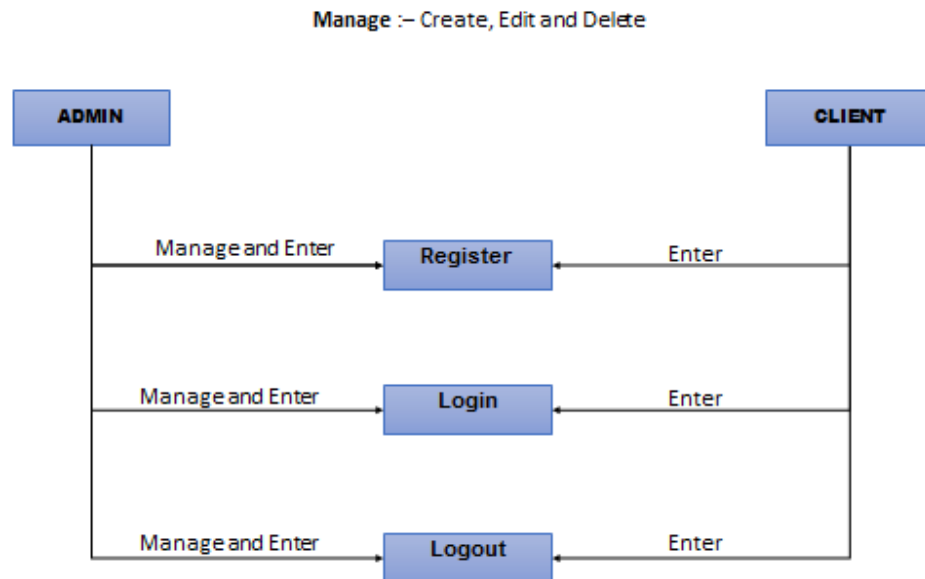 Manage :– Create, Edit and Delete
ADMIN
CLIENT
Manage and Enter
Register
Enter
Manage and Enter
Login
Enter
Manage and Enter
Logout
Enter